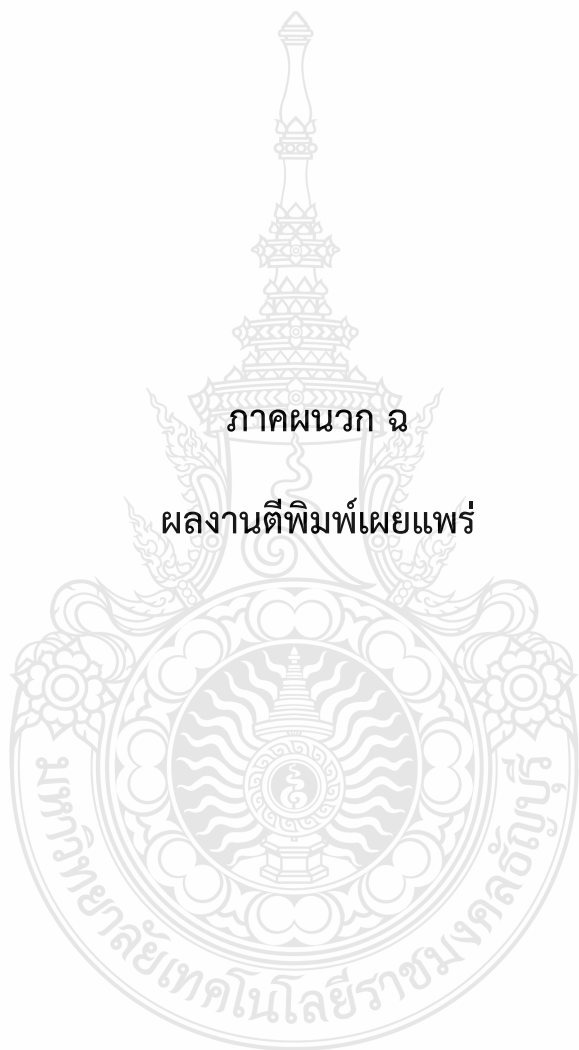 ภาคผนวก ฉ
ผลงานตีพิมพ์เผยแพร่
มหาวิทยาลัยเทคโนโลยีราชมงคลธัญบุรี